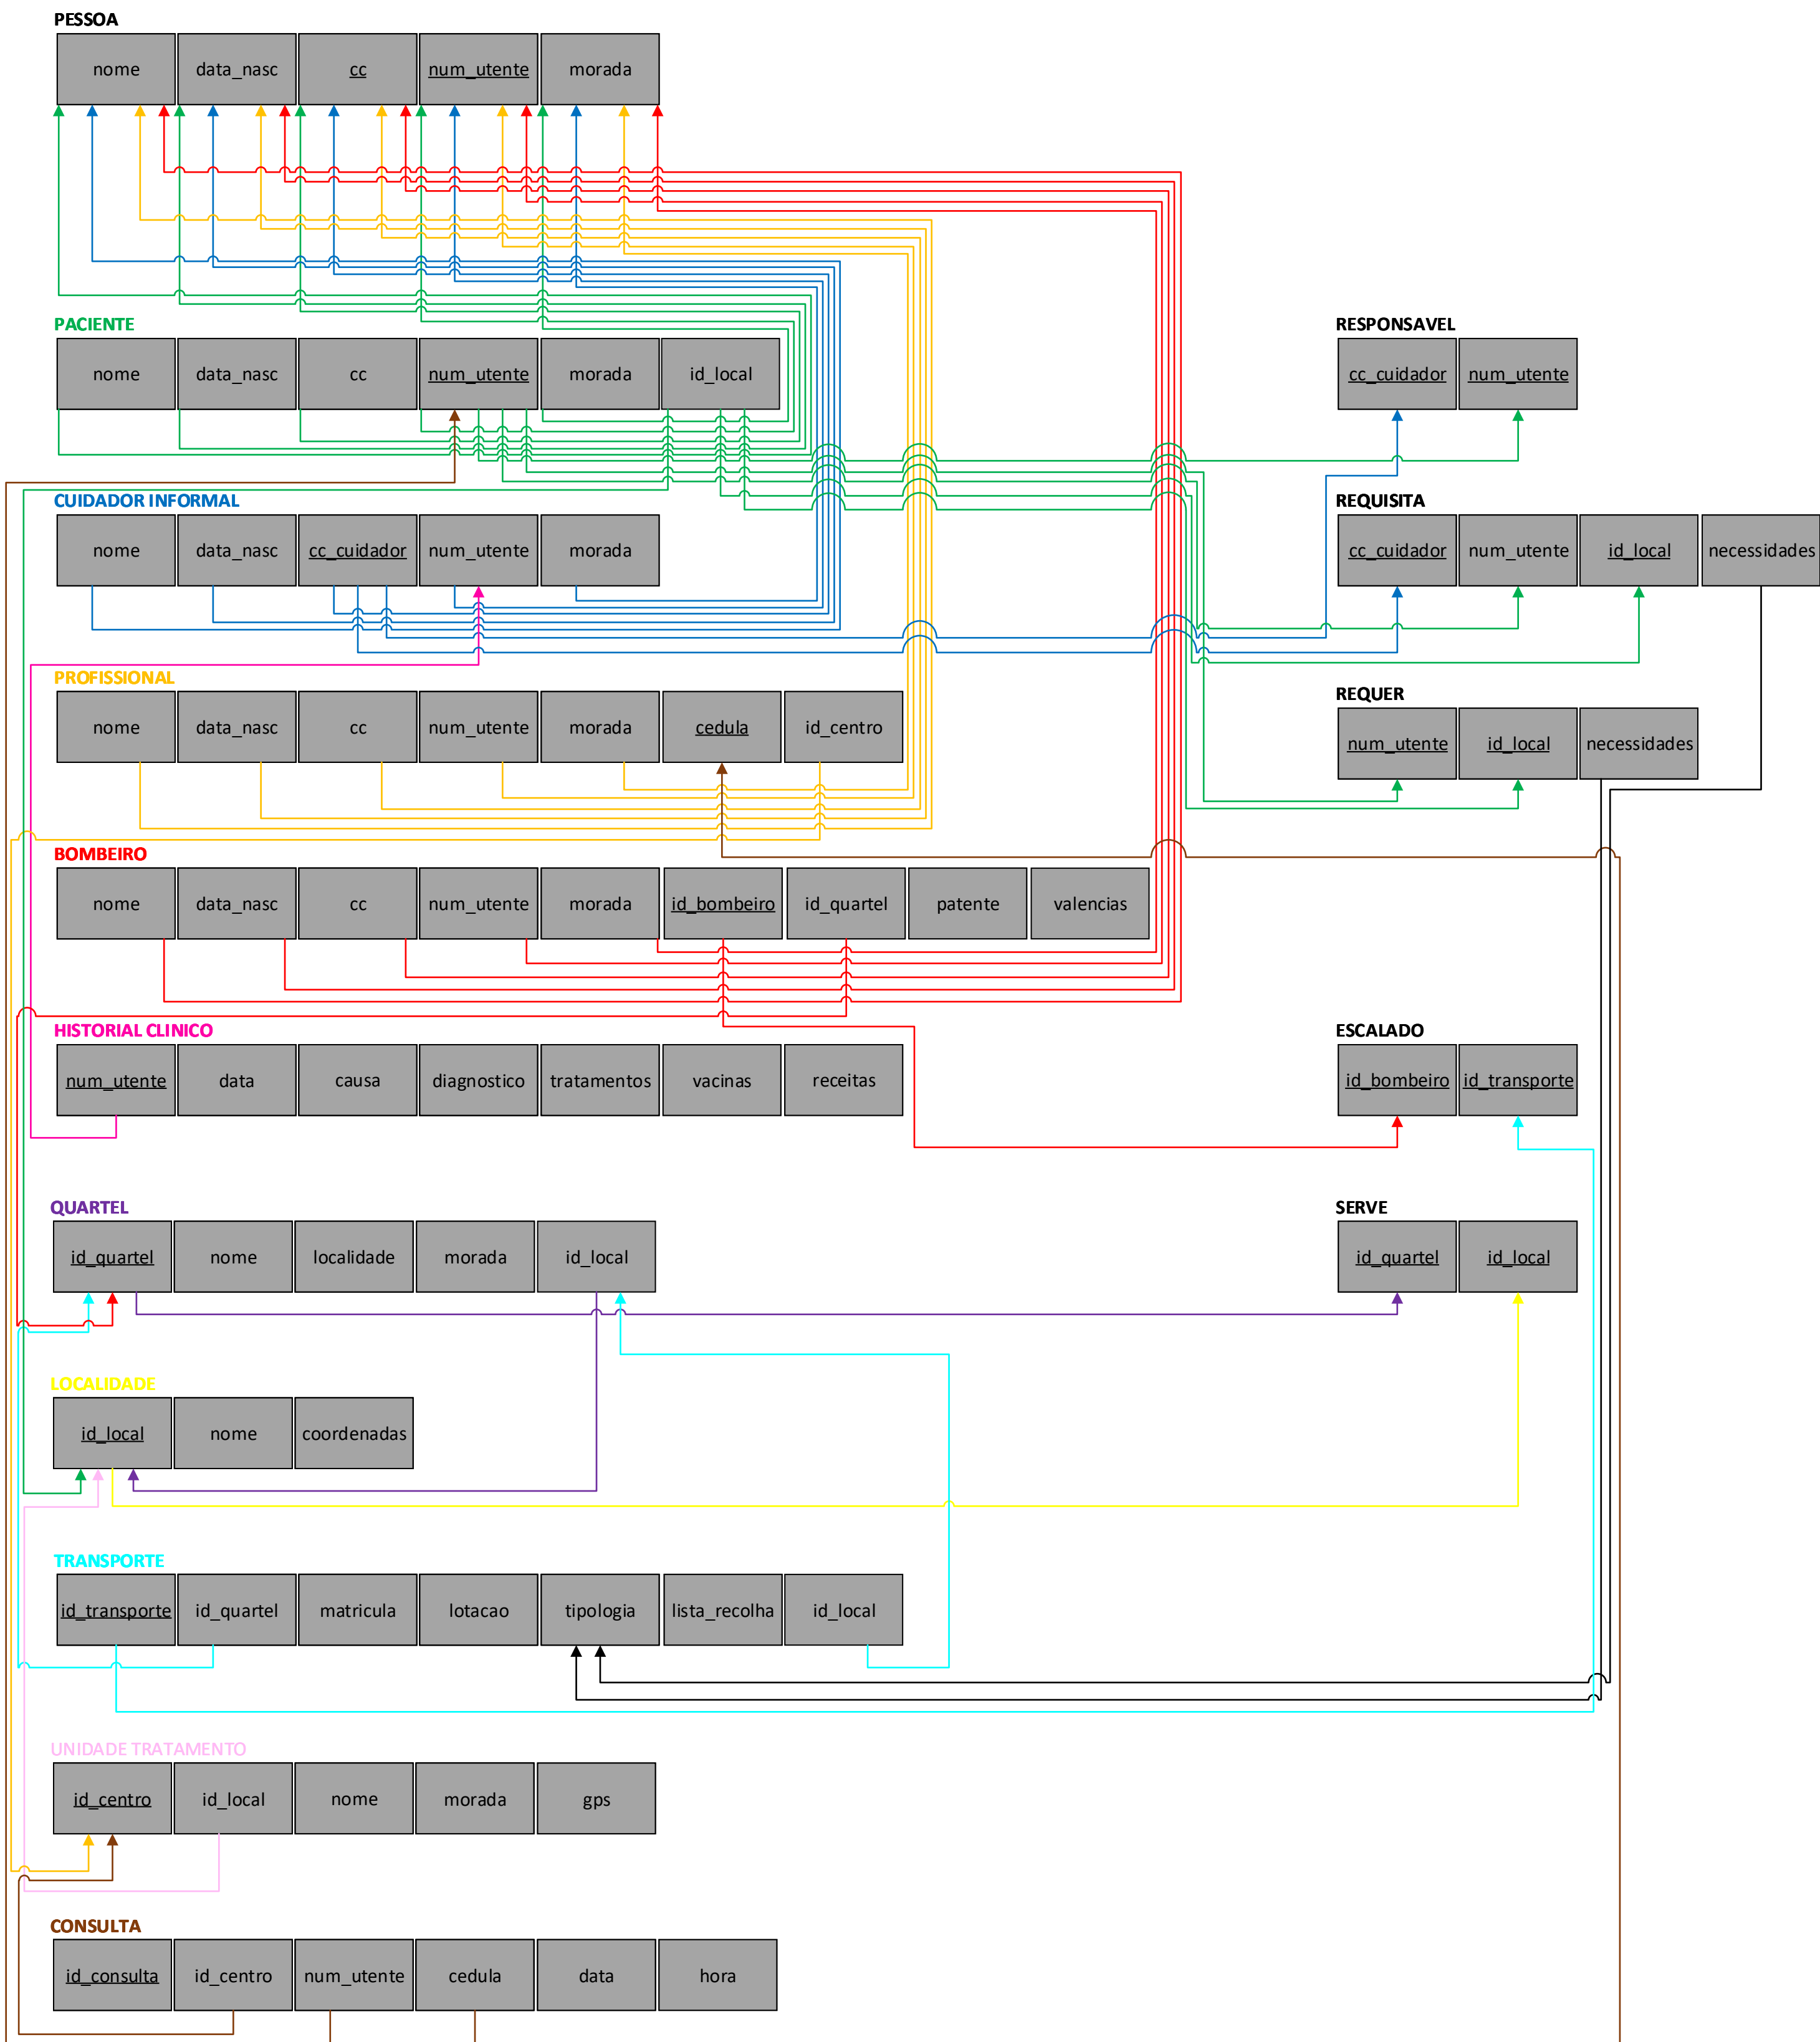 PESSOA
nome data_nasc cc num_utente morada
PACIENTE
nome data_nasc cc num_utente morada id_local
RESPONSAVEL
cc_cuidador num_utente
CUIDADOR INFORMAL
nome data_nasc cc_cuidador num_utente morada
REQUISITA
cc_cuidador num_utente id_local necessidades
PROFISSIONAL
nome data_nasc cc num_utente morada cedula id_centro
REQUER
num_utente id_local necessidades
BOMBEIRO
nome data_nasc cc num_utente morada id_bombeiro id_quartel patente valencias
HISTORIAL CLINICO
num_utente data causa diagnostico tratamentos vacinas receitas
ESCALADO
id_bombeiro id_transporte
QUARTEL
id_quartel nome localidade morada id_local
SERVE
id_quartel id_local
LOCALIDADE
id_local nome coordenadas
TRANSPORTE
id_transporte id_quartel matricula lotacao tipologia lista_recolha id_local
UNIDADE TRATAMENTO
id_centro id_local nome morada gps
CONSULTA
id_consulta id_centro num_utente cedula data hora